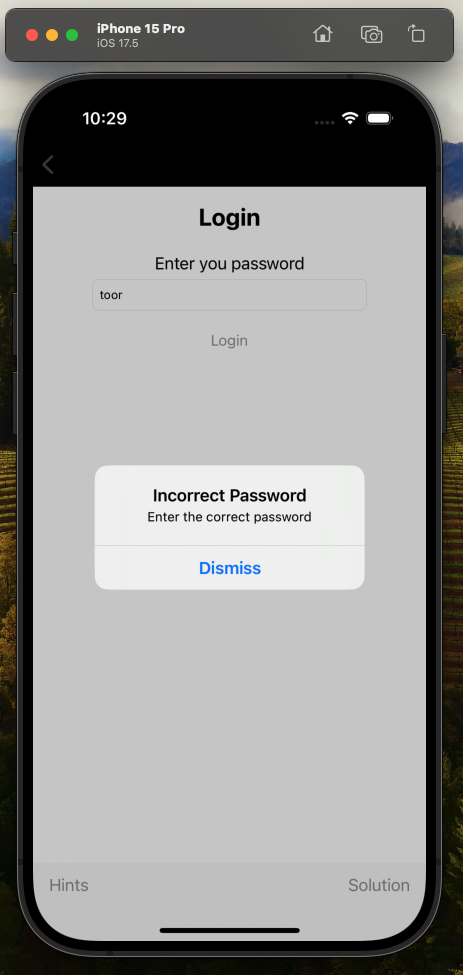 iPhone 15 Pro
iOS 17.5
10:29
Login
Enter you password
toor
Login
Incorrect Password
Enter the correct password
Dismiss
Hints Solution